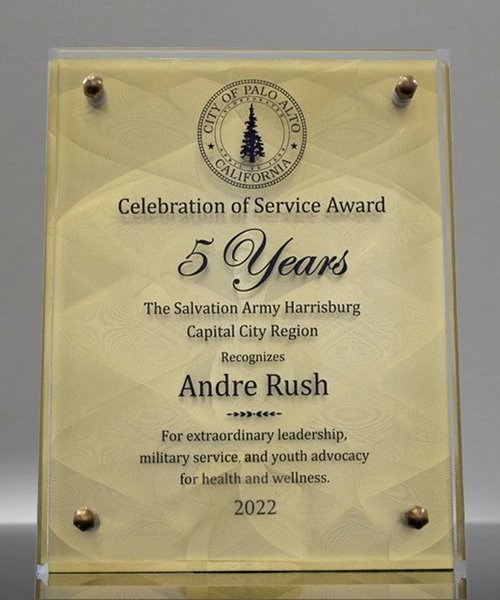 CITY OF PALO ALTO
INCORPORATED
CALIFORNIA
Celebration of Service Award
5 Years
The Salvation Army Harrisburg
Capital City Region
Recognizes
Andre Rush
For extraordinary leadership,
military service, and youth advocacy
for health and wellness.
2022